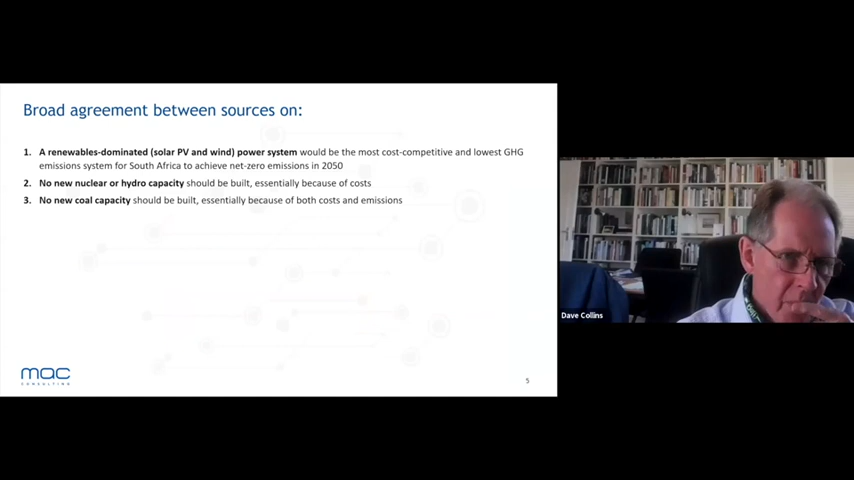 Broad agreement between sources on:
1. A renewables-dominated (solar PV and wind) power system would be the most cost-competitive and lowest GHG
emissions system for South Africa to achieve net-zero emissions in 2050
2. No new nuclear or hydro capacity should be built, essentially because of costs
3. No new coal capacity should be built, essentially because of both costs and emissions
mac
CONSULTING
5
Dave Collins